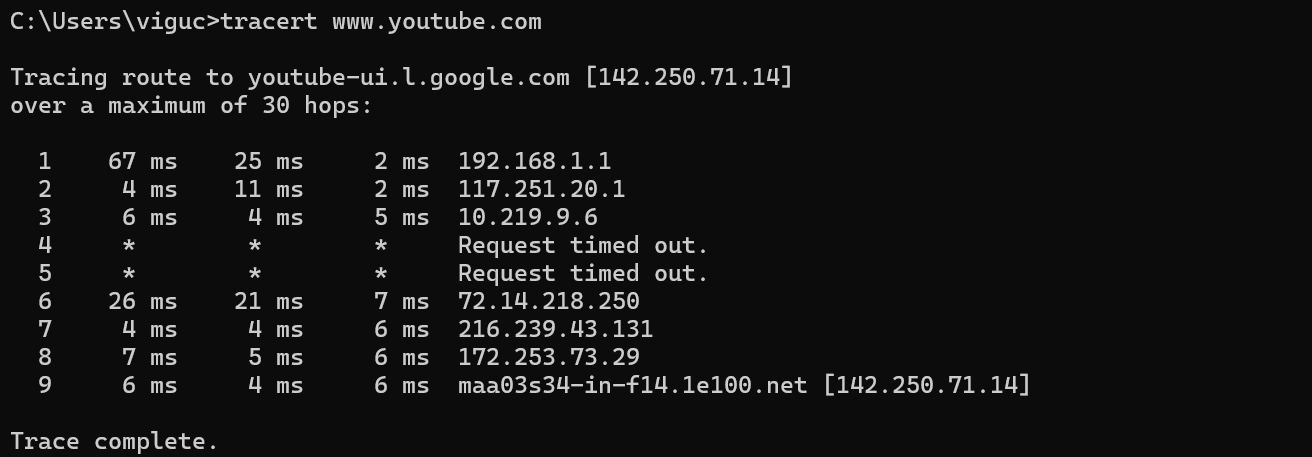 C:\Users\viguc>tracert www.youtube.com
Tracing route to youtube-ui.l.google.com [142.250.71.14]
over a maximum of 30 hops:
1 67 ms 25 ms 2 ms 192.168.1.1
2 4 ms 11 ms 2 ms 117.251.20.1
3 6 ms 4 ms 5 ms 10.219.9.6
4 * * * Request timed out.
5 * * * Request timed out.
6 26 ms 21 ms 7 ms 72.14.218.250
7 4 ms 4 ms 6 ms 216.239.43.131
8 7 ms 5 ms 6 ms 172.253.73.29
9 6 ms 4 ms 6 ms maa03s34-in-f14.1e100.net [142.250.71.14]
Trace complete.